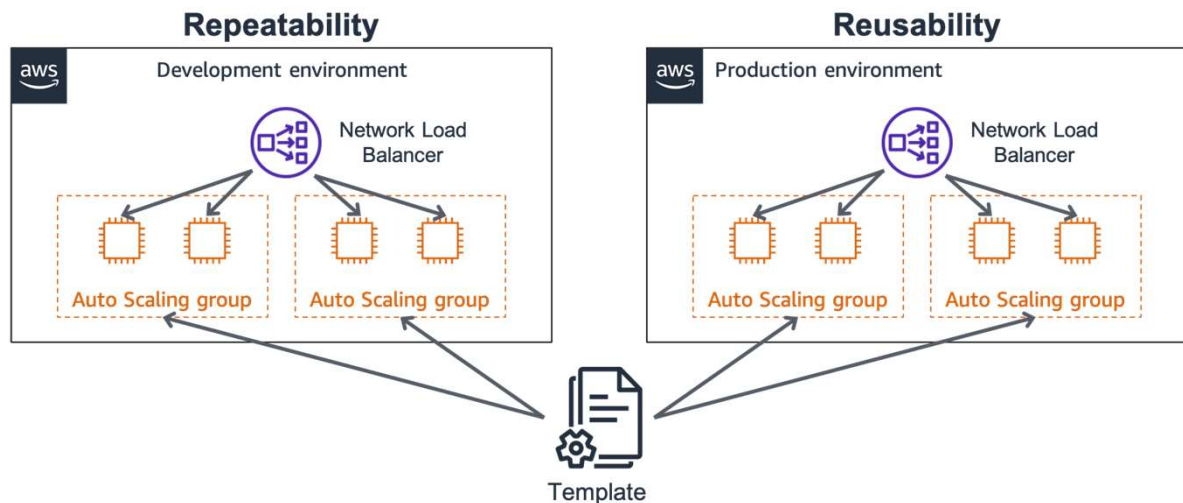 Repeatability
aws
Development environment
Network Load
Balancer
Auto Scaling group
Auto Scaling group
Reusability
aws
Production environment
Network Load
Balancer
Auto Scaling group
Auto Scaling group
Template